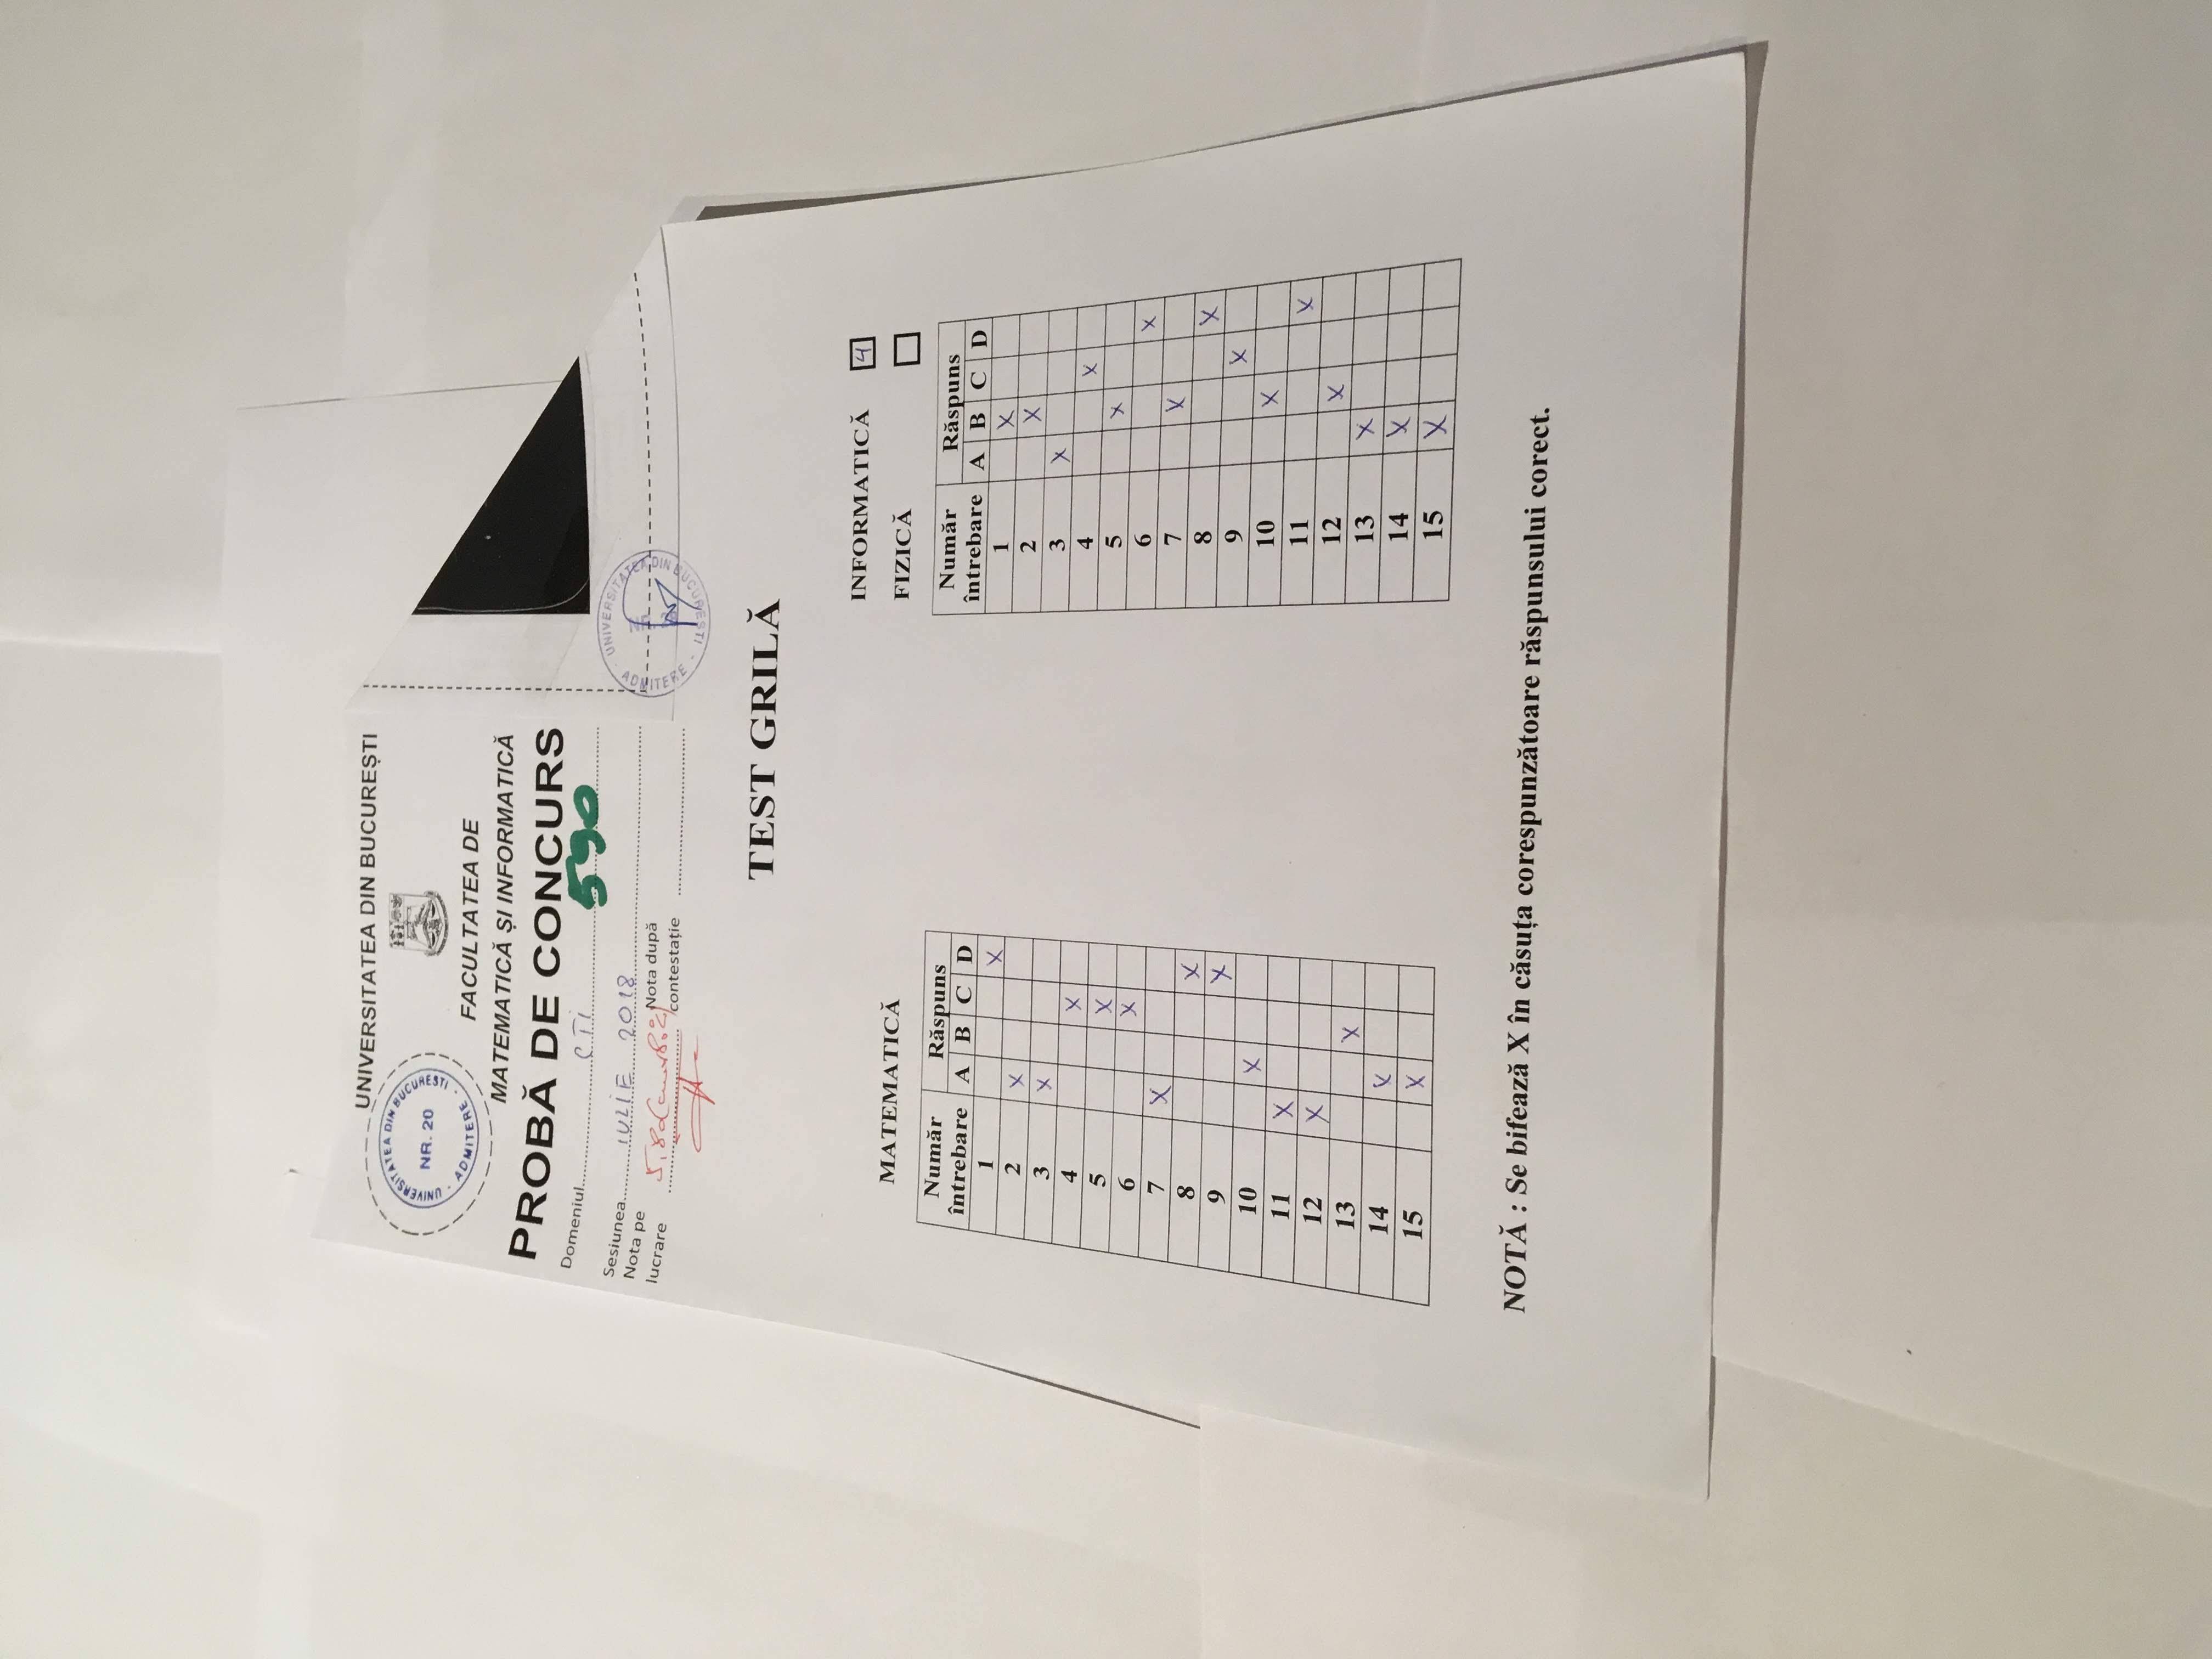 UNIVERSITATEA DIN BUCUREȘTI
UNIVERSITATEA DIN BUCUREȘTI - ADMITERE -
NR. 20
FACULTATEA DE
MATEMATICĂ ȘI INFORMATICĂ
PROBĂ DE CONCURS
Domeniul CTI 590
Sesiunea IULIE 2018
Nota pe lucrare 5,80 Nota după contestație
UNIVERSITATEA DIN BUCUREȘTI - ADMITERE -
TEST GRILĂ
INFORMATICĂ 4
FIZICĂ
MATEMATICĂ
Număr întrebare Răspuns
A B C D
1 X
2 X
3 X
4 X
5 X
6 X
7 X
8 X
9 X
10 X
11 X
12 X
13 X
14 X
15 X
Număr întrebare Răspuns
A B C D
1 X
2 X
3 X
4 X
5 X
6 X
7 X
8 X
9 X
10 X
11 X
12 X
13 X
14 X
15 X
NOTĂ : Se bifează X în căsuța corespunzătoare răspunsului corect.